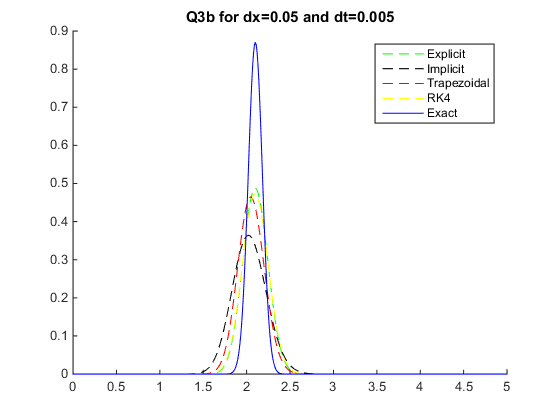 Q3b for dx=0.05 and dt=0.005
0.9
0.8
0.7
0.6
0.5
0.4
0.3
0.2
0.1
0
Explicit
Implicit
Trapezoidal
RK4
Exact
0 0.5 1 1.5 2 2.5 3 3.5 4 4.5 5